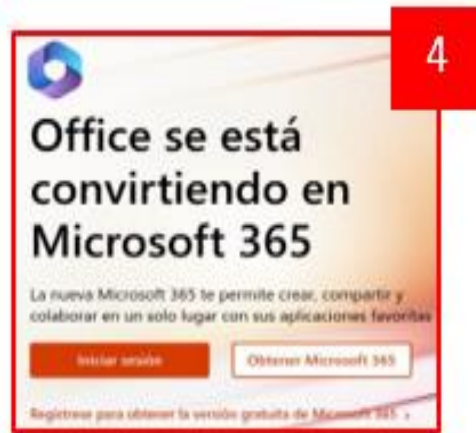 4
Office se está
convirtiendo en
Microsoft 365
La nueva Microsoft 365 te permite crear, compartir y
colaborar en un solo lugar con sus aplicaciones favoritas
Iniciar sesión
Obtener Microsoft 365
Regístrese para obtener la versión gratuita de Microsoft 365 >